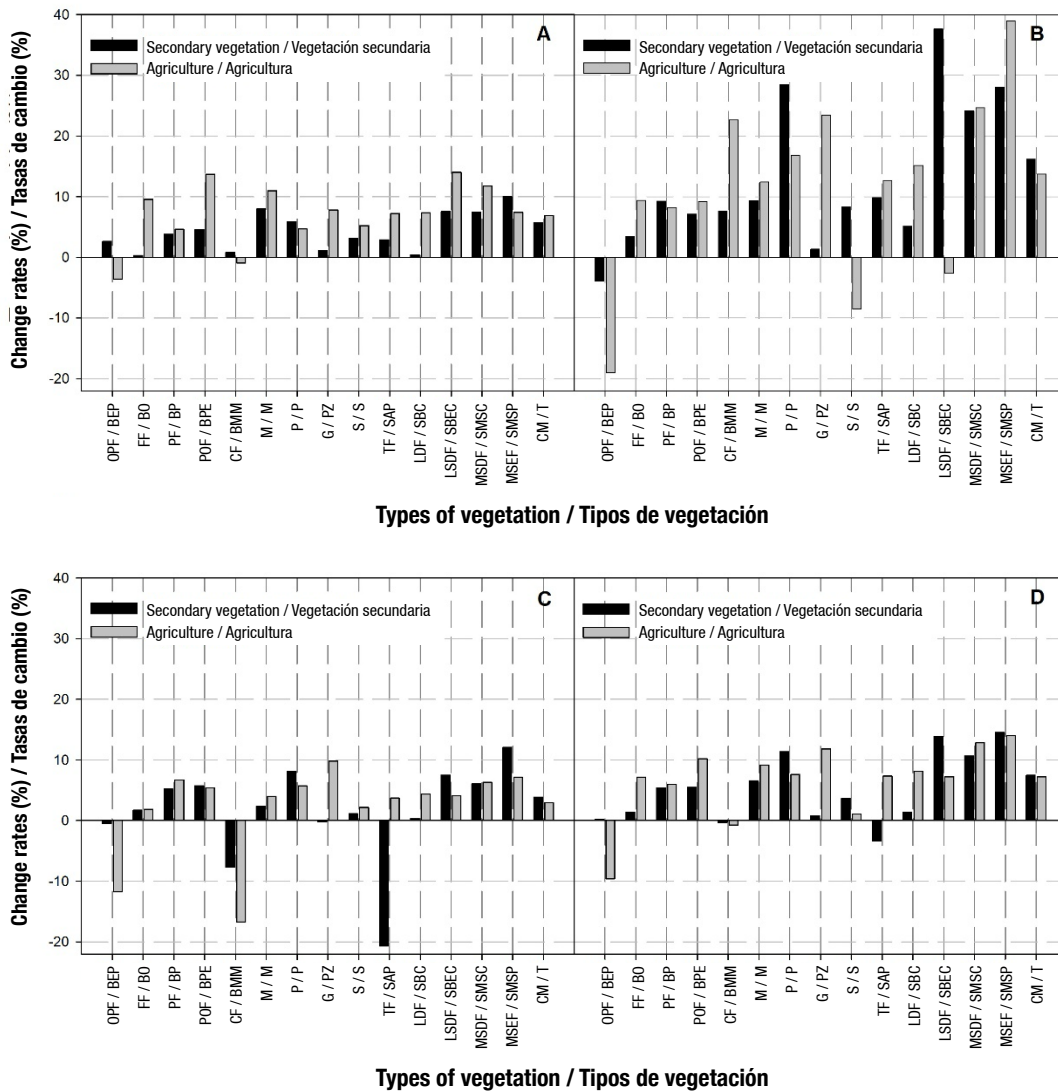 Change rates (%) / Tasas de cambio (%)
40
30
20
10
0
-10
-20
A
Secondary vegetation / Vegetación secundaria
Agriculture / Agricultura
B
Secondary vegetation / Vegetación secundaria
Agriculture / Agricultura
OPF / BEP
FF / BO
PF / BP
POF / BPE
CF / BMM
M / M
P / P
G / PZ
S / S
TF / SAP
LDF / SBC
LSDF / SBEC
MSDF / SMSC
MSEF / SMSP
CM / T
OPF / BEP
FF / BO
PF / BP
POF / BPE
CF / BMM
M / M
P / P
G / PZ
S / S
TF / SAP
LDF / SBC
LSDF / SBEC
MSDF / SMSC
MSEF / SMSP
CM / T
Types of vegetation / Tipos de vegetación
Change rates (%) / Tasas de cambio (%)
40
30
20
10
0
-10
-20
C
Secondary vegetation / Vegetación secundaria
Agriculture / Agricultura
D
Secondary vegetation / Vegetación secundaria
Agriculture / Agricultura
OPF / BEP
FF / BO
PF / BP
POF / BPE
CF / BMM
M / M
P / P
G / PZ
S / S
TF / SAP
LDF / SBC
LSDF / SBEC
MSDF / SMSC
MSEF / SMSP
CM / T
OPF / BEP
FF / BO
PF / BP
POF / BPE
CF / BMM
M / M
P / P
G / PZ
S / S
TF / SAP
LDF / SBC
LSDF / SBEC
MSDF / SMSC
MSEF / SMSP
CM / T
Types of vegetation / Tipos de vegetación